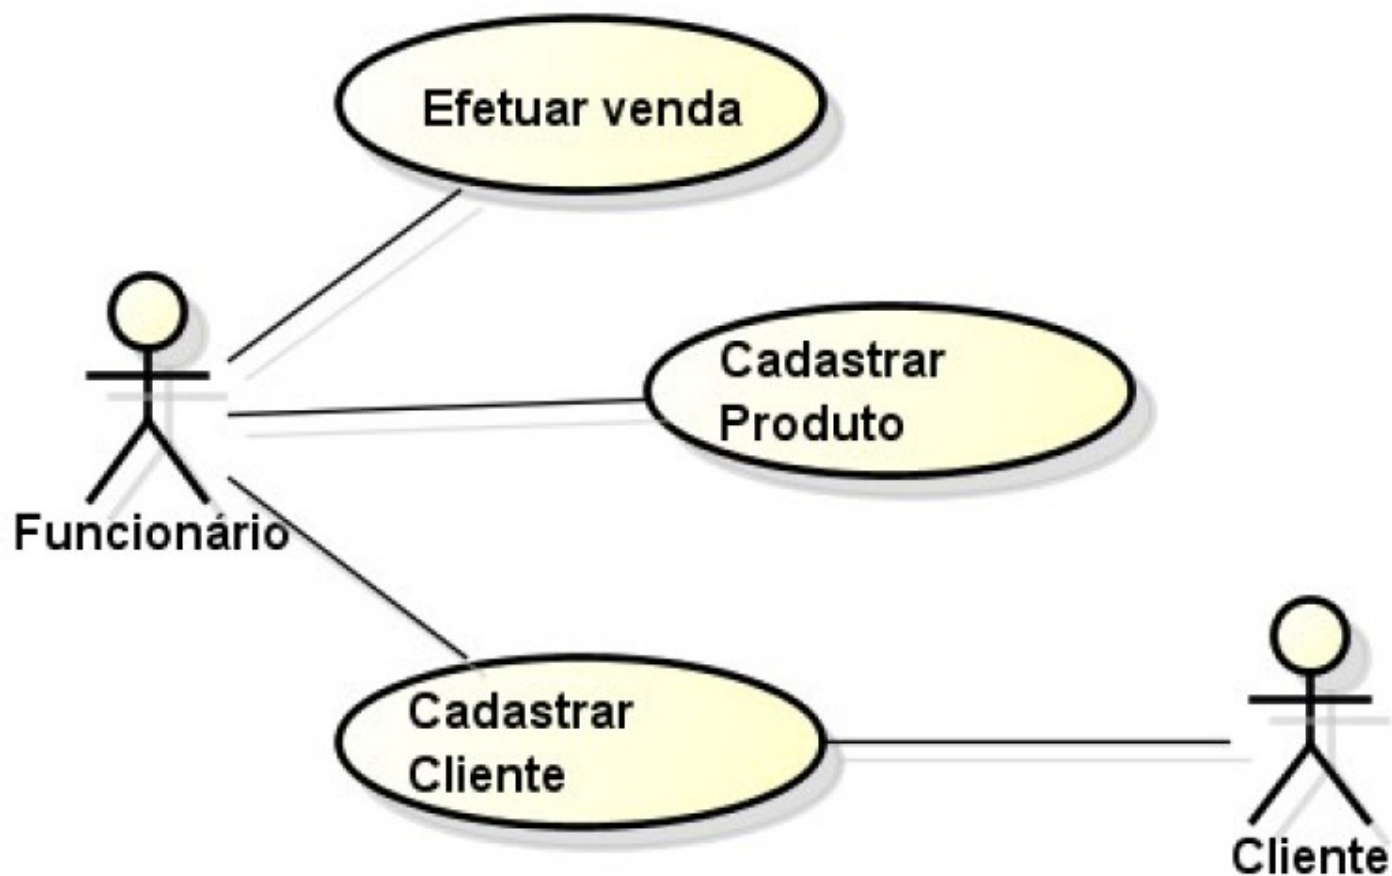 Efetuar venda
Cadastrar
Produto
Funcionário
Cadastrar
Cliente
Cliente